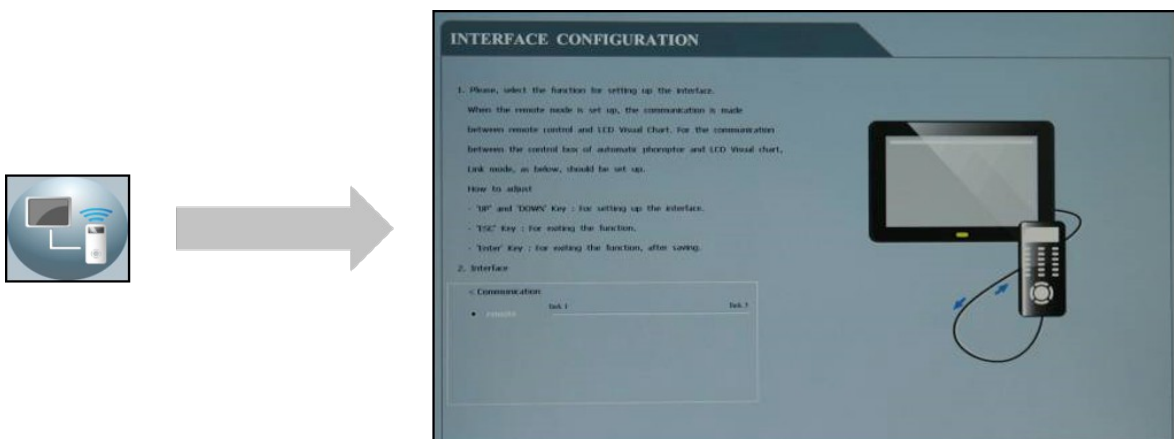 INTERFACE CONFIGURATION
1. Please, select the function for setting up the interface.
When the remote mode is set up, the communication is made
between remote control and LCD Visual Chart. For the communication
between the control box of automatic phoroptor and LCD Visual chart,
Link mode, as below, should be set up.
How to adjust
- 'UP' and 'DOWN' Key : For setting up the interface.
- 'ESC' Key : For exiting the function.
- 'Enter' Key : For exiting the function, after saving.
2. Interface
< Communication